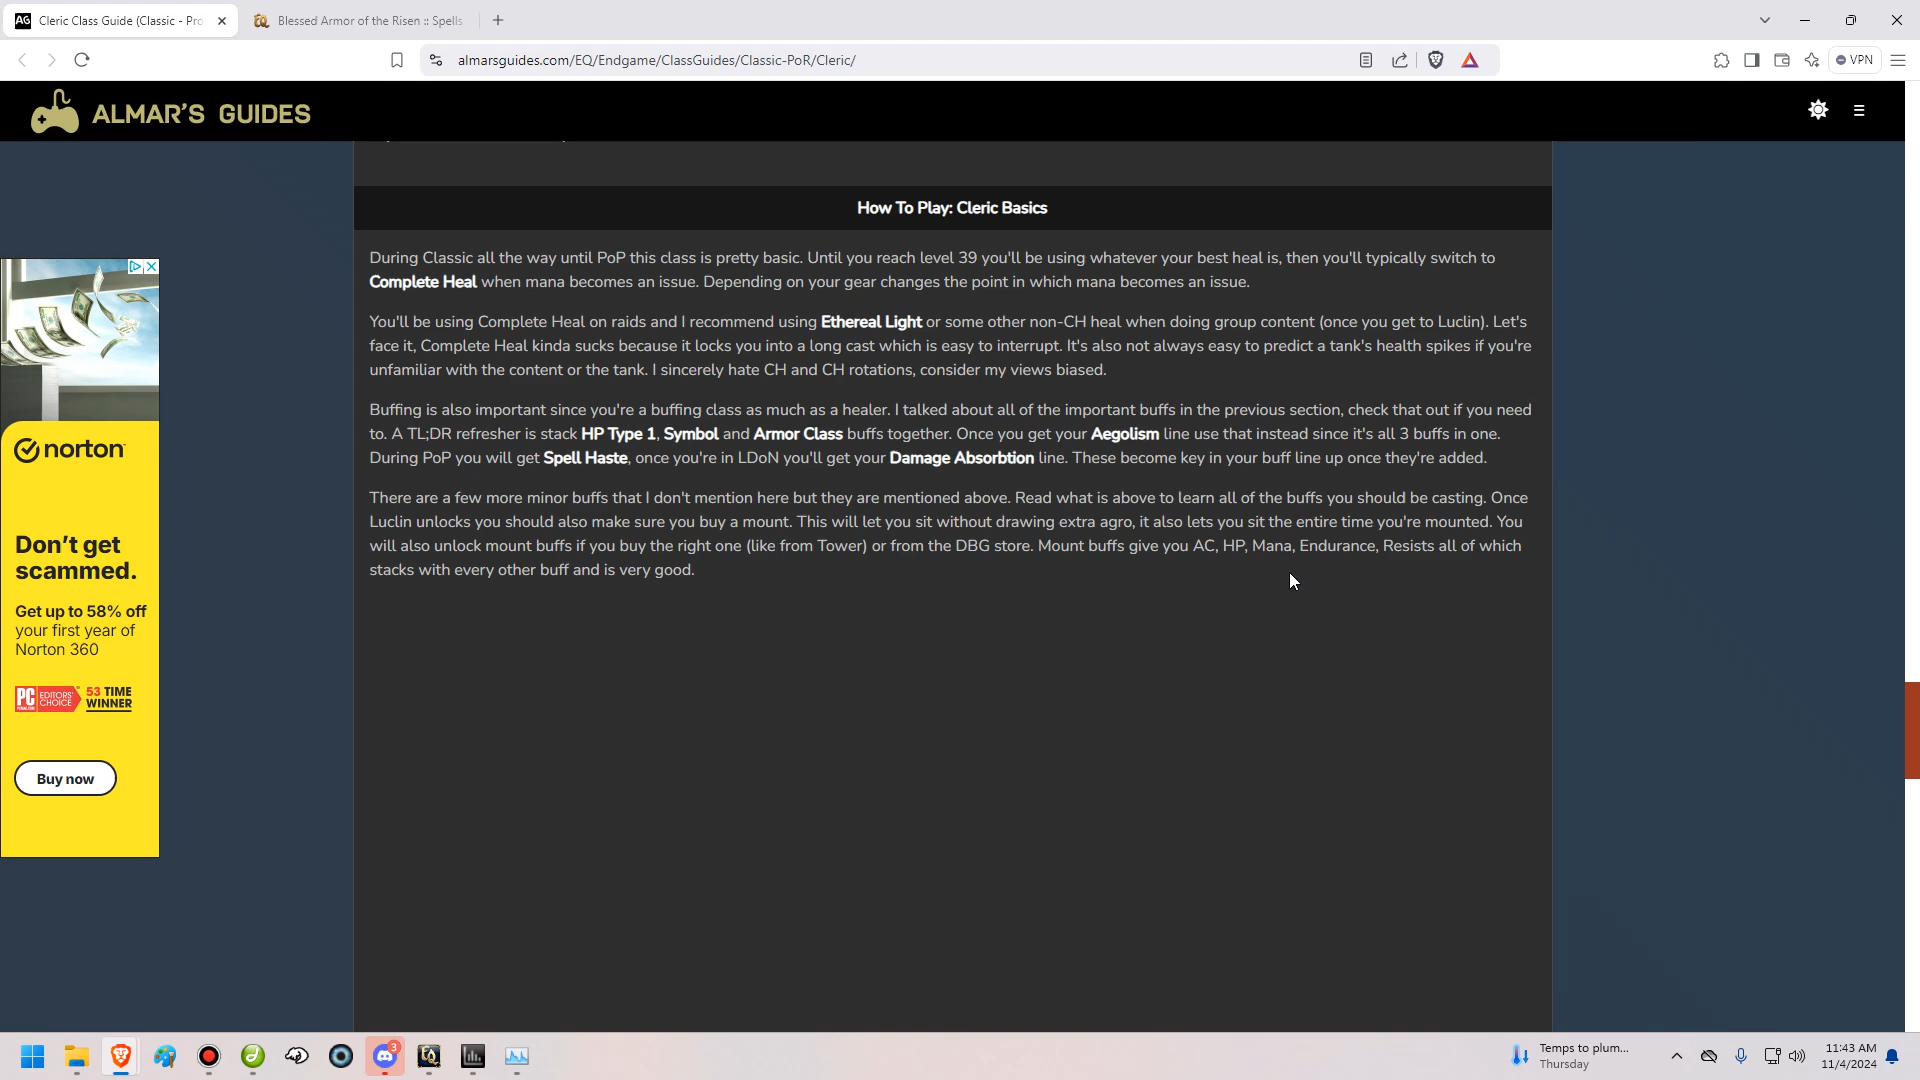 Cleric Class Guide (Classic - Pro
Blessed Armor of the Risen :: Spells
almarsguides.com/EQ/Endgame/ClassGuides/Classic-PoR/Cleric/
VPN
ALMAR'S GUIDES
How To Play: Cleric Basics
During Classic all the way until PoP this class is pretty basic. Until you reach level 39 you'll be using whatever your best heal is, then you'll typically switch to
Complete Heal when mana becomes an issue. Depending on your gear changes the point in which mana becomes an issue.
You'll be using Complete Heal on raids and I recommend using Ethereal Light or some other non-CH heal when doing group content (once you get to Luclin). Let's
face it, Complete Heal kinda sucks because it locks you into a long cast which is easy to interrupt. It's also not always easy to predict a tank's health spikes if you're
unfamiliar with the content or the tank. I sincerely hate CH and CH rotations, consider my views biased.
Buffing is also important since you're a buffing class as much as a healer. I talked about all of the important buffs in the previous section, check that out if you need
to. A TL;DR refresher is stack HP Type 1, Symbol and Armor Class buffs together. Once you get your Aegolism line use that instead since it's all 3 buffs in one.
During PoP you will get Spell Haste, once you're in LDoN you'll get your Damage Absorbtion line. These become key in your buff line up once they're added.
There are a few more minor buffs that I don't mention here but they are mentioned above. Read what is above to learn all of the buffs you should be casting. Once
Luclin unlocks you should also make sure you buy a mount. This will let you sit without drawing extra agro, it also lets you sit the entire time you're mounted. You
will also unlock mount buffs if you buy the right one (like from Tower) or from the DBG store. Mount buffs give you AC, HP, Mana, Endurance, Resists all of which
stacks with every other buff and is very good.
norton
Don't get
scammed.
Get up to 58% off
your first year of
Norton 360
PC EDITORS' CHOICE 53 TIME WINNER
Buy now
3
Temps to plum...
Thursday
11:43 AM
11/4/2024